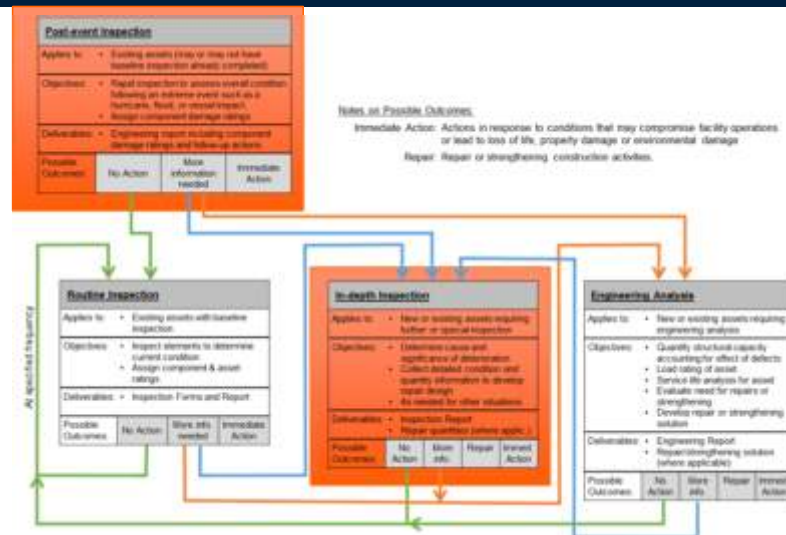 Post-event Inspection
Applies to: • Existing assets (may or may not have
baseline inspection already completed)
Objectives: • Rapid inspection to assess overall condition
following an extreme event such as a
hurricane, flood, or vessel impact.
• Assign component damage ratings
Deliverables: • Engineering report including component
damage ratings and follow-up actions
Possible
Outcomes:
No Action
More
information
needed
Immediate
Action
Notes on Possible Outcomes:
Immediate Action: Actions in response to conditions that may compromise facility operations
or lead to loss of life, property damage or environmental damage
Repair: Repair or strengthening construction activities.
At specified frequency
Routine Inspection
Applies to: • Existing assets with baseline
inspection
Objectives: • Inspect elements to determine
current condition
• Assign component & asset
ratings
Deliverables: • Inspection Forms and Report
Possible
Outcomes:
No Action
More info
needed
Immediate
Action
In-depth Inspection
Applies to: • New or existing assets requiring
further or special inspection
Objectives: • Determine cause and
significance of deterioration
• Collect detailed condition and
quantity information to develop
repair design
• As needed for other situations
Deliverables: • Inspection Report
• Repair quantities (where applic.)
Possible
Outcomes:
No
Action
More
info
Repair
Immed
Action
Engineering Analysis
Applies to: • New or existing assets requiring
engineering analysis
Objectives: • Quantify structural capacity
accounting for effect of defects
• Load rating of asset
• Service life analysis for asset
• Evaluate need for repairs or
strengthening
• Develop repair or strengthening
solution
Deliverables: • Engineering Report
• Repair/strengthening solution
(where applicable)
Possible
Outcomes:
No
Action
More
info
Repair
Immed
Action